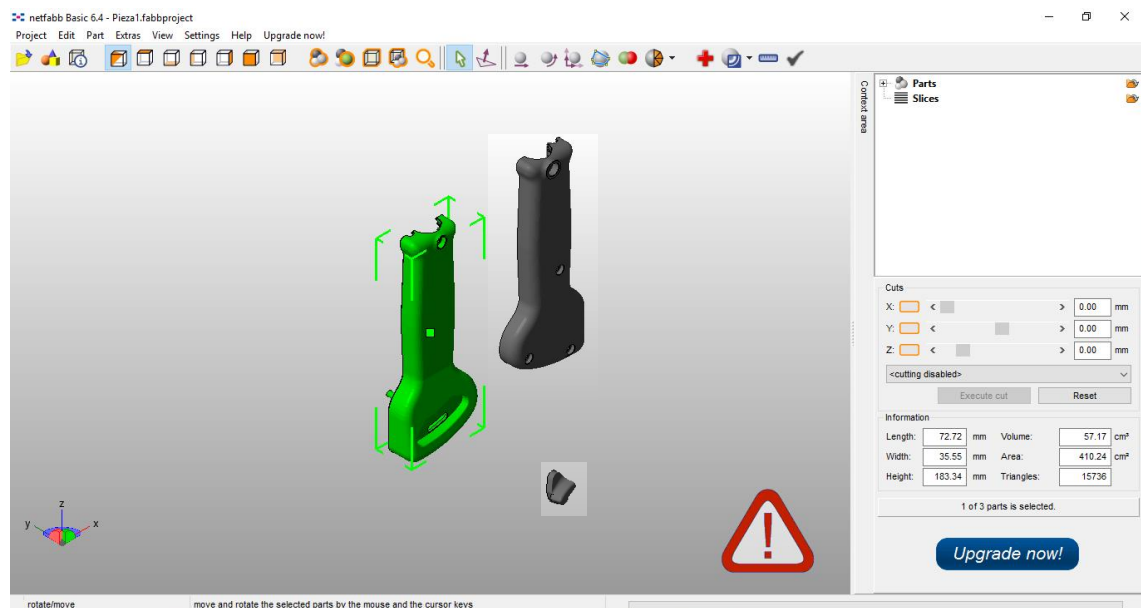 netfabb Basic 6.4 - Pieza1.fabbproject
Project Edit Part Extras View Settings Help Upgrade now!
Context area
Parts
Slices
Cuts
X: < > 0.00 mm
Y: < > 0.00 mm
Z: < > 0.00 mm
<cutting disabled>
Execute cut Reset
Information
Length: 72.72 mm Volume: 57.17 cm³
Width: 35.55 mm Area: 410.24 cm²
Height: 183.34 mm Triangles: 15736
1 of 3 parts is selected.
z
y x
!
Upgrade now!
rotate/move move and rotate the selected parts by the mouse and the cursor keys